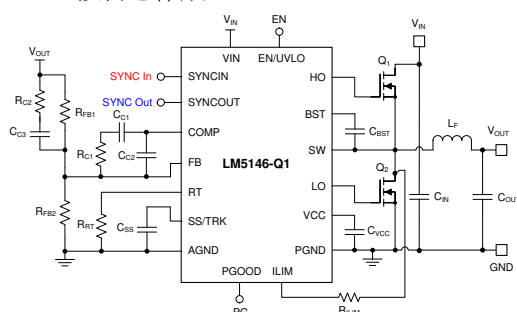 VIN
EN
VIN
VOUT
VIN
EN/UVLO
Q1
SYNC In
SYNCIN
HO
RC2
RFB1
SYNC Out
SYNCOUT
BST
LF
CC3
CC1
COMP
CBST
VOUT
RC1
CC2
SW
FB
LM5146-Q1
Q2
RT
LO
RFB2
CIN
COUT
RRT
CSS
SS/TRK
VCC
CVCC
AGND
PGND
GND
PGOOD
ILIM